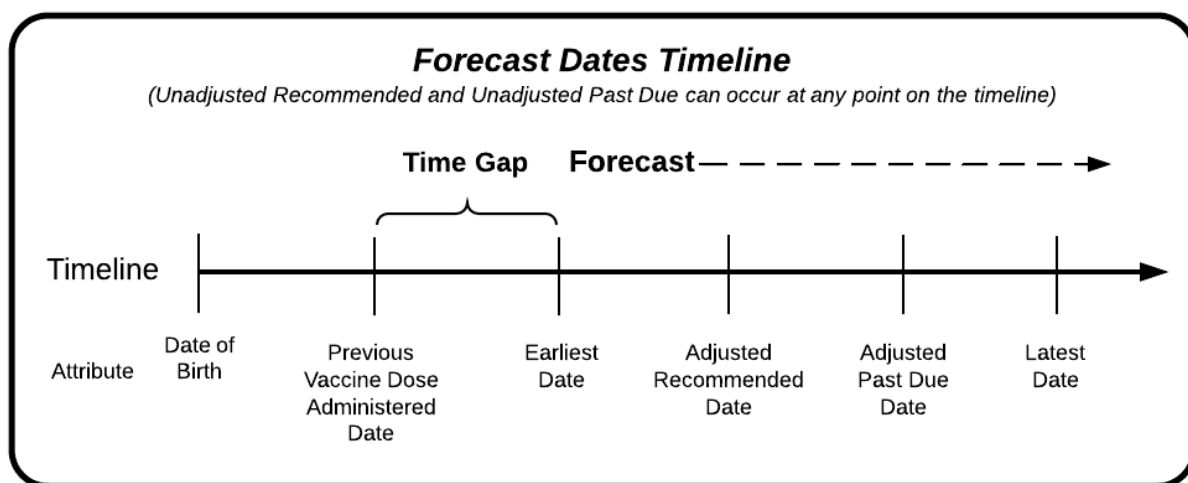 Forecast Dates Timeline
(Unadjusted Recommended and Unadjusted Past Due can occur at any point on the timeline)
Time Gap Forecast
Timeline
Attribute
Date of
Birth
Previous
Vaccine Dose
Administered
Date
Earliest
Date
Adjusted
Recommended
Date
Adjusted
Past Due
Date
Latest
Date